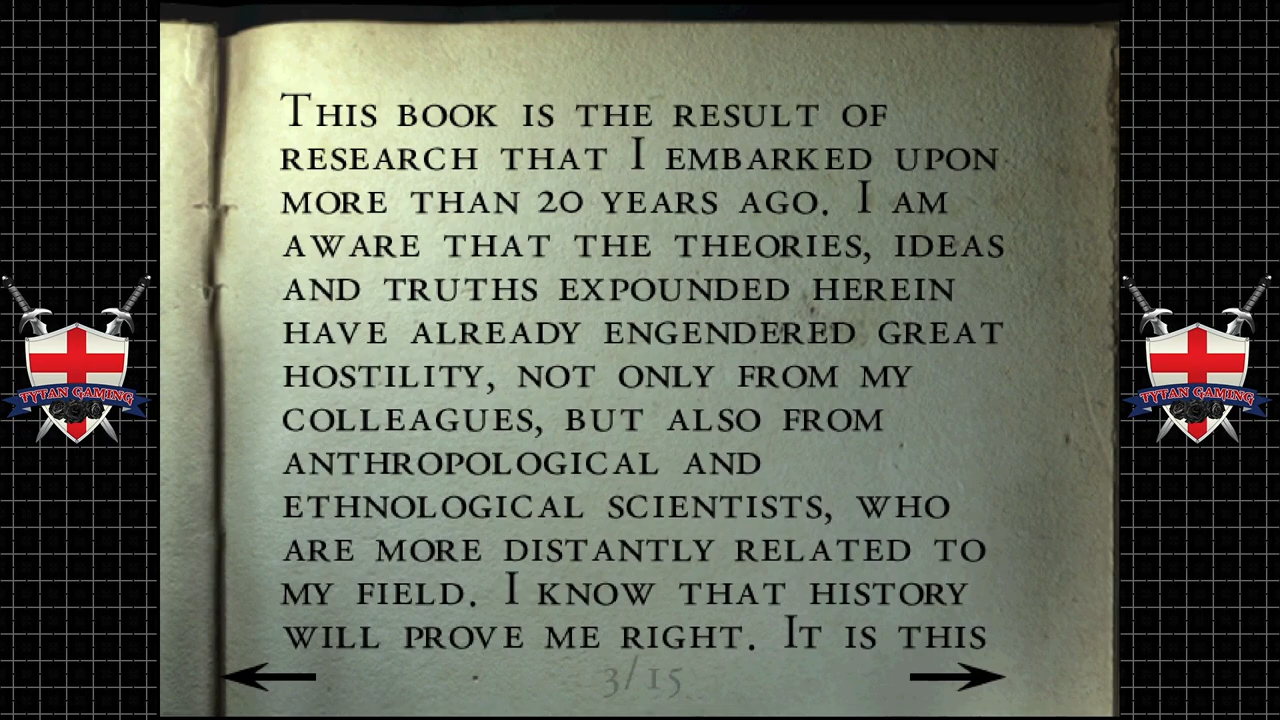 This book is the result of
research that I embarked upon
more than 20 years ago. I am
aware that the theories, ideas
and truths expounded herein
have already engendered great
hostility, not only from my
colleagues, but also from
anthropological and
ethnological scientists, who
are more distantly related to
my field. I know that history
will prove me right. It is this
3/15
TYTAN GAMING
TYTAN GAMING